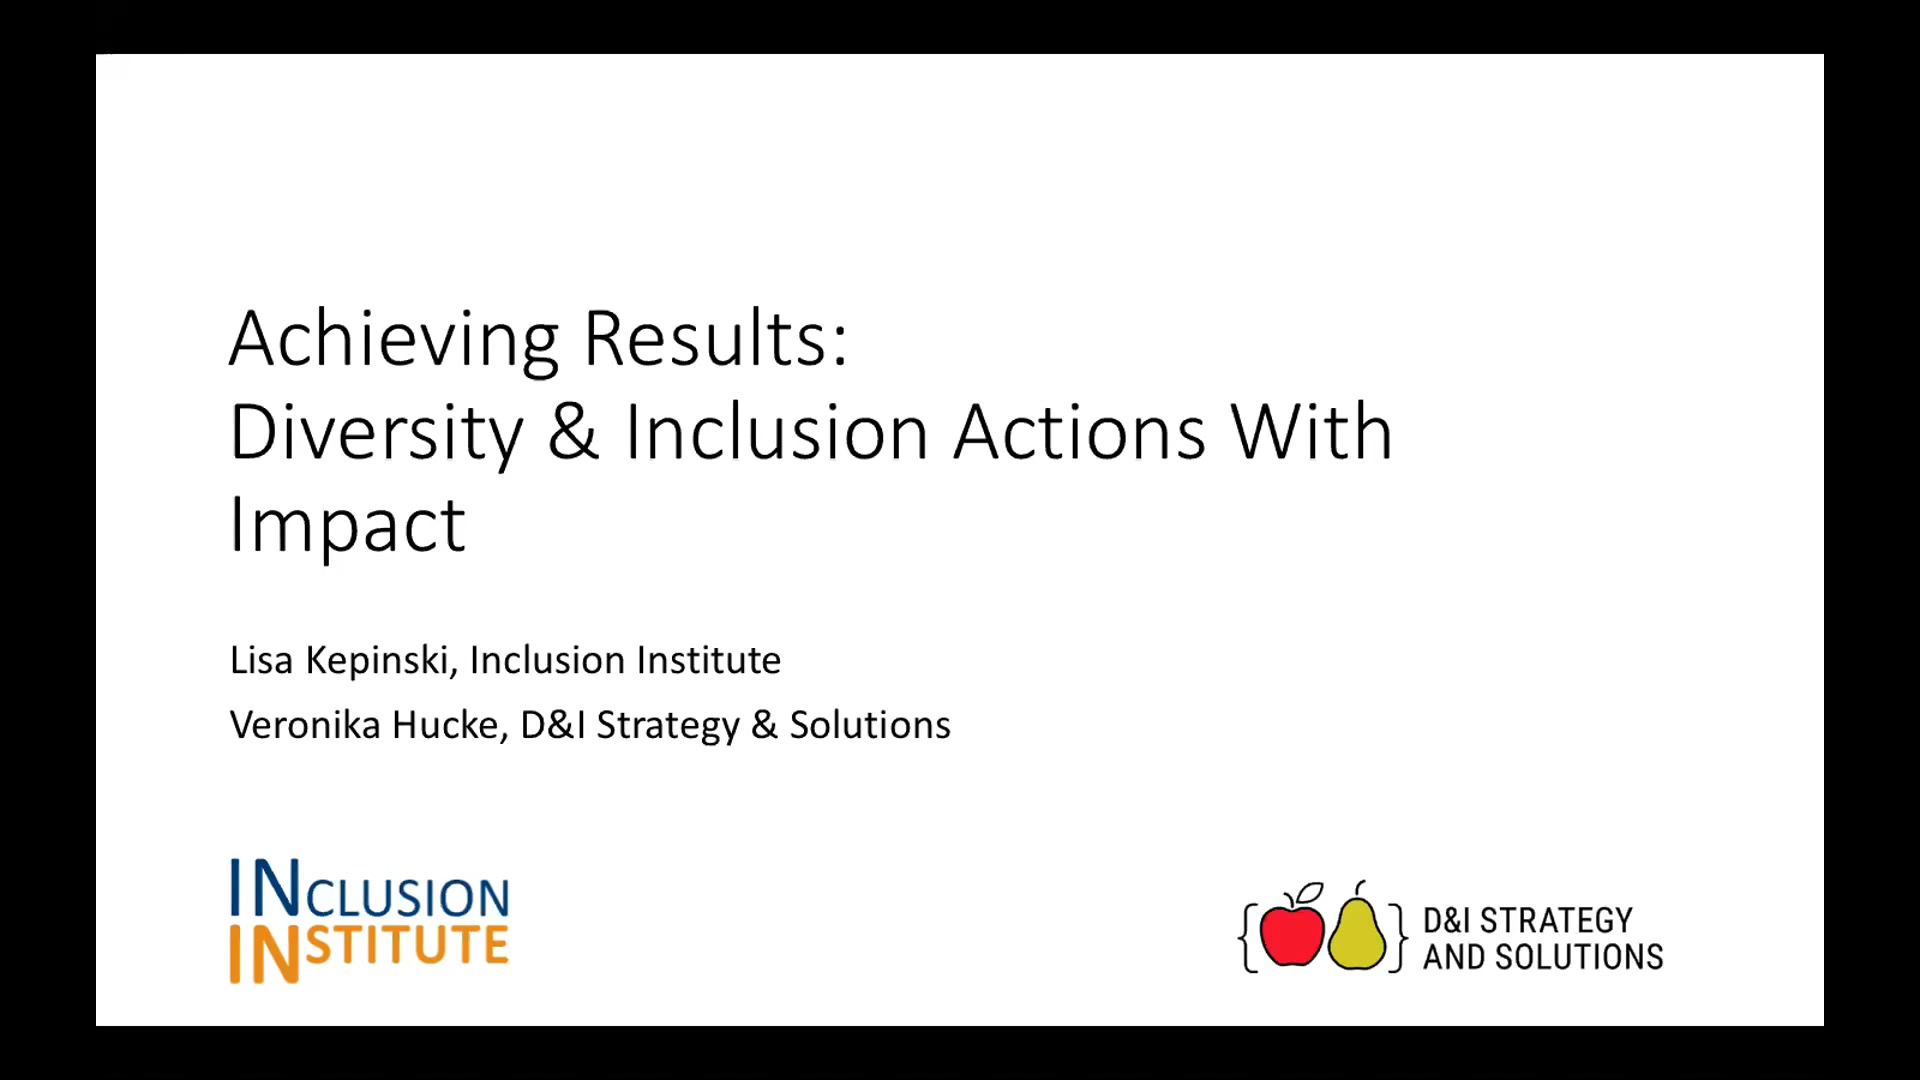 Achieving Results:
Diversity & Inclusion Actions With
Impact
Lisa Kepinski, Inclusion Institute
Veronika Hucke, D&I Strategy & Solutions
INCLUSION
INSTITUTE
D&I STRATEGY
AND SOLUTIONS